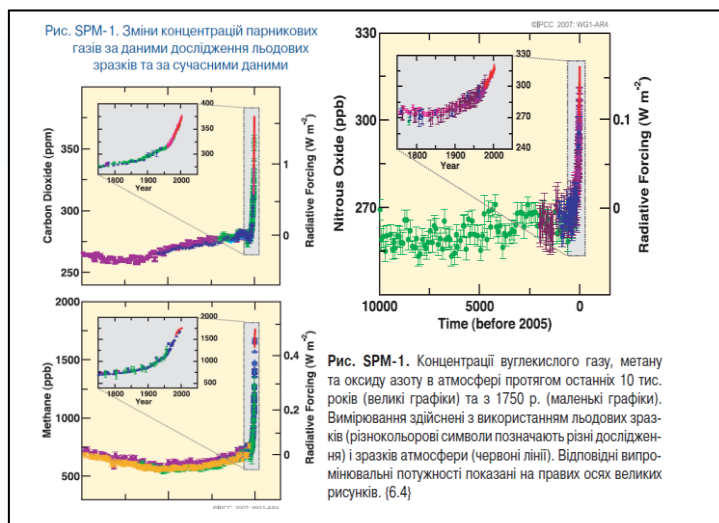 Рис. SPM-1. Зміни концентрацій парникових
газів за даними дослідження льодових
зразків та за сучасними даними
400
300
1800 1900 2000
Year
350
300
250
Carbon Dioxide (ppm)
1
0
Radiative Forcing (W m⁻²)
2000
1500
1000
500
1800 1900 2000
Year
2000
1750
1500
1000
500
Methane (ppb)
0,4
0,2
0
Radiative Forcing (W m⁻²)
©IPCC 2007: WG1-AR4
©IPCC 2007: WG1-AR4
330
300
270
Nitrous Oxide (ppb)
330
300
270
240
1800 1900 2000
Year
0.1
0
Radiative Forcing (W m⁻²)
10000 5000 0
Time (before 2005)
Рис. SPM-1. Концентрації вуглекислого газу, метану
та оксиду азоту в атмосфері протягом останніх 10 тис.
років (великі графіки) та з 1750 р. (маленькі графіки).
Вимірювання здійснені з використанням льодових зраз-
ків (різнокольорові символи позначають різні досліджен-
ня) і зразків атмосфери (червоні лінії). Відповідні випро-
мінювальні потужності показані на правих осях великих
рисунків. {6.4}